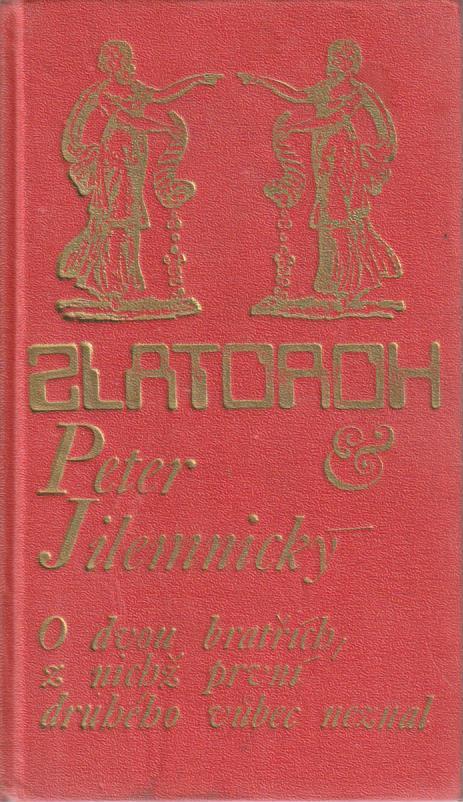 ZLATOROH
Peter &
Jilemnický
O dvou bratřích,
z nichž první
druhého vůbec neznal